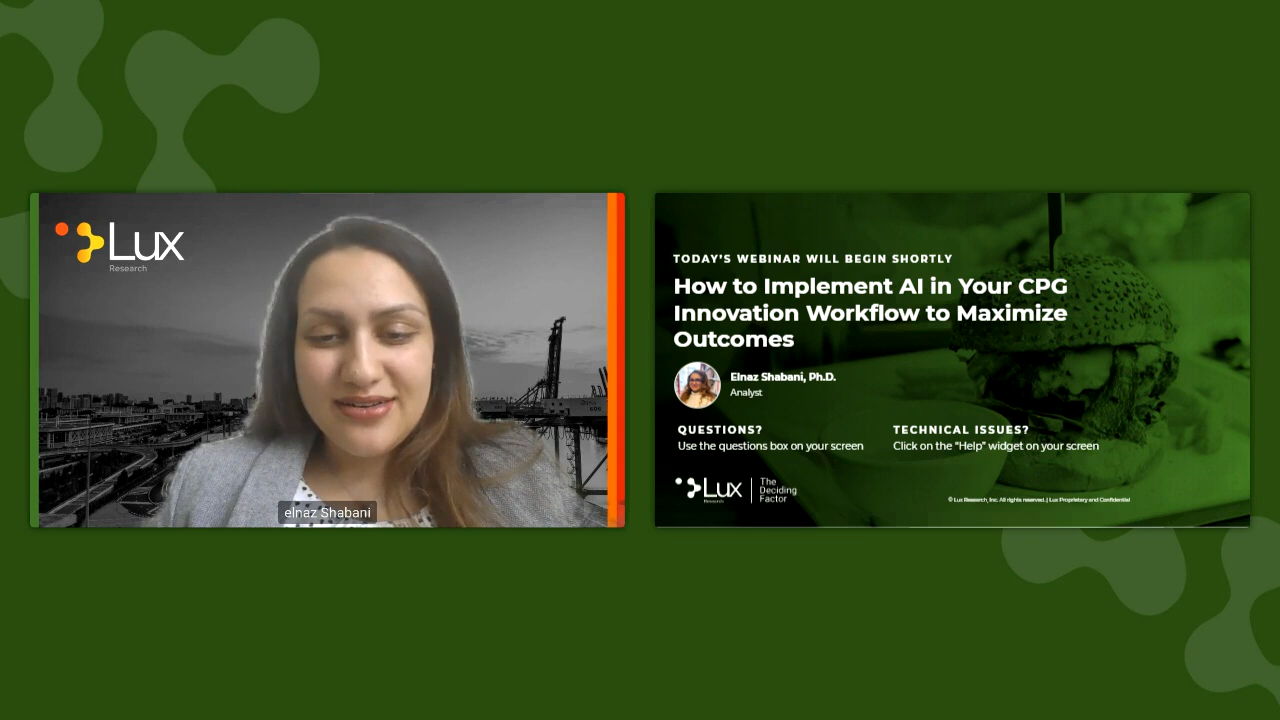 Lux
Research
elnaz Shabani
TODAY'S WEBINAR WILL BEGIN SHORTLY
How to Implement AI in Your CPG
Innovation Workflow to Maximize
Outcomes
Elnaz Shabani, Ph.D.
Analyst
QUESTIONS?
Use the questions box on your screen
TECHNICAL ISSUES?
Click on the “Help” widget on your screen
Lux
Research
The
Deciding
Factor
© Lux Research, Inc. All rights reserved. | Lux Proprietary and Confidential